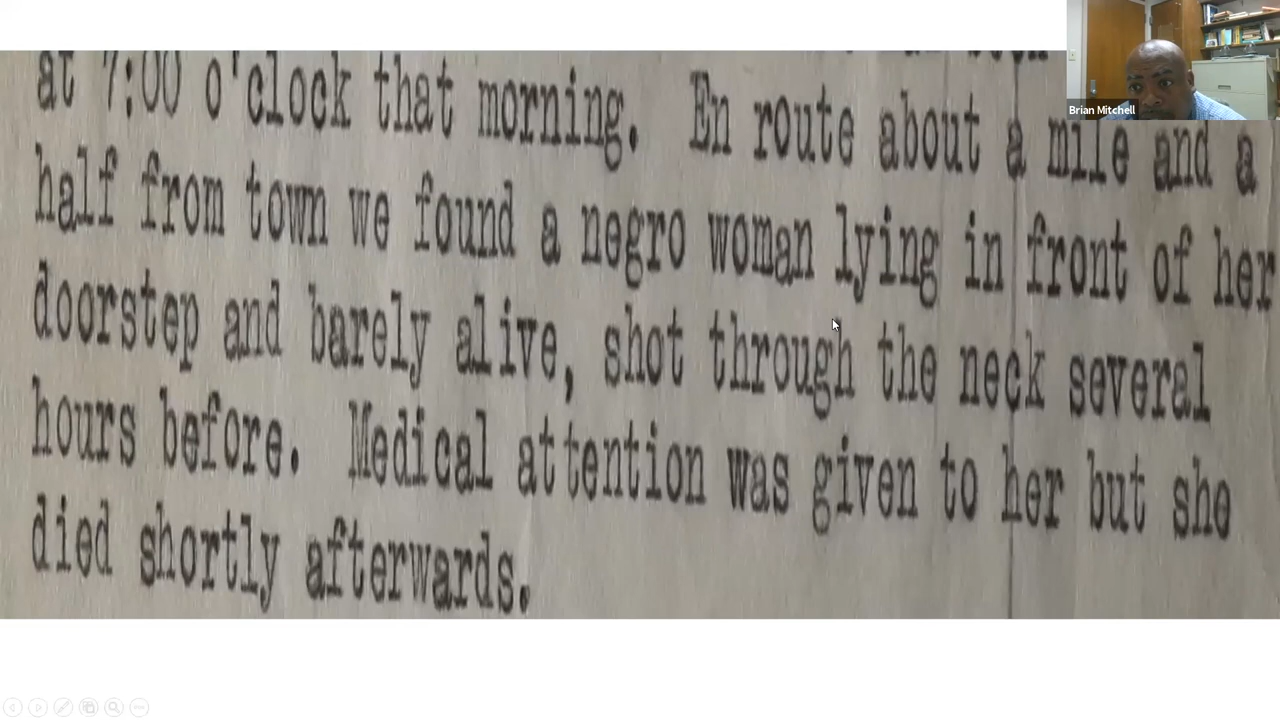 at 7:00 o'clock that morning. En route about a mile and a
half from town we found a negro woman lying in front of her
doorstep and barely alive, shot through the neck several
hours before. Medical attention was given to her but she
died shortly afterwards.
Brian Mitchell